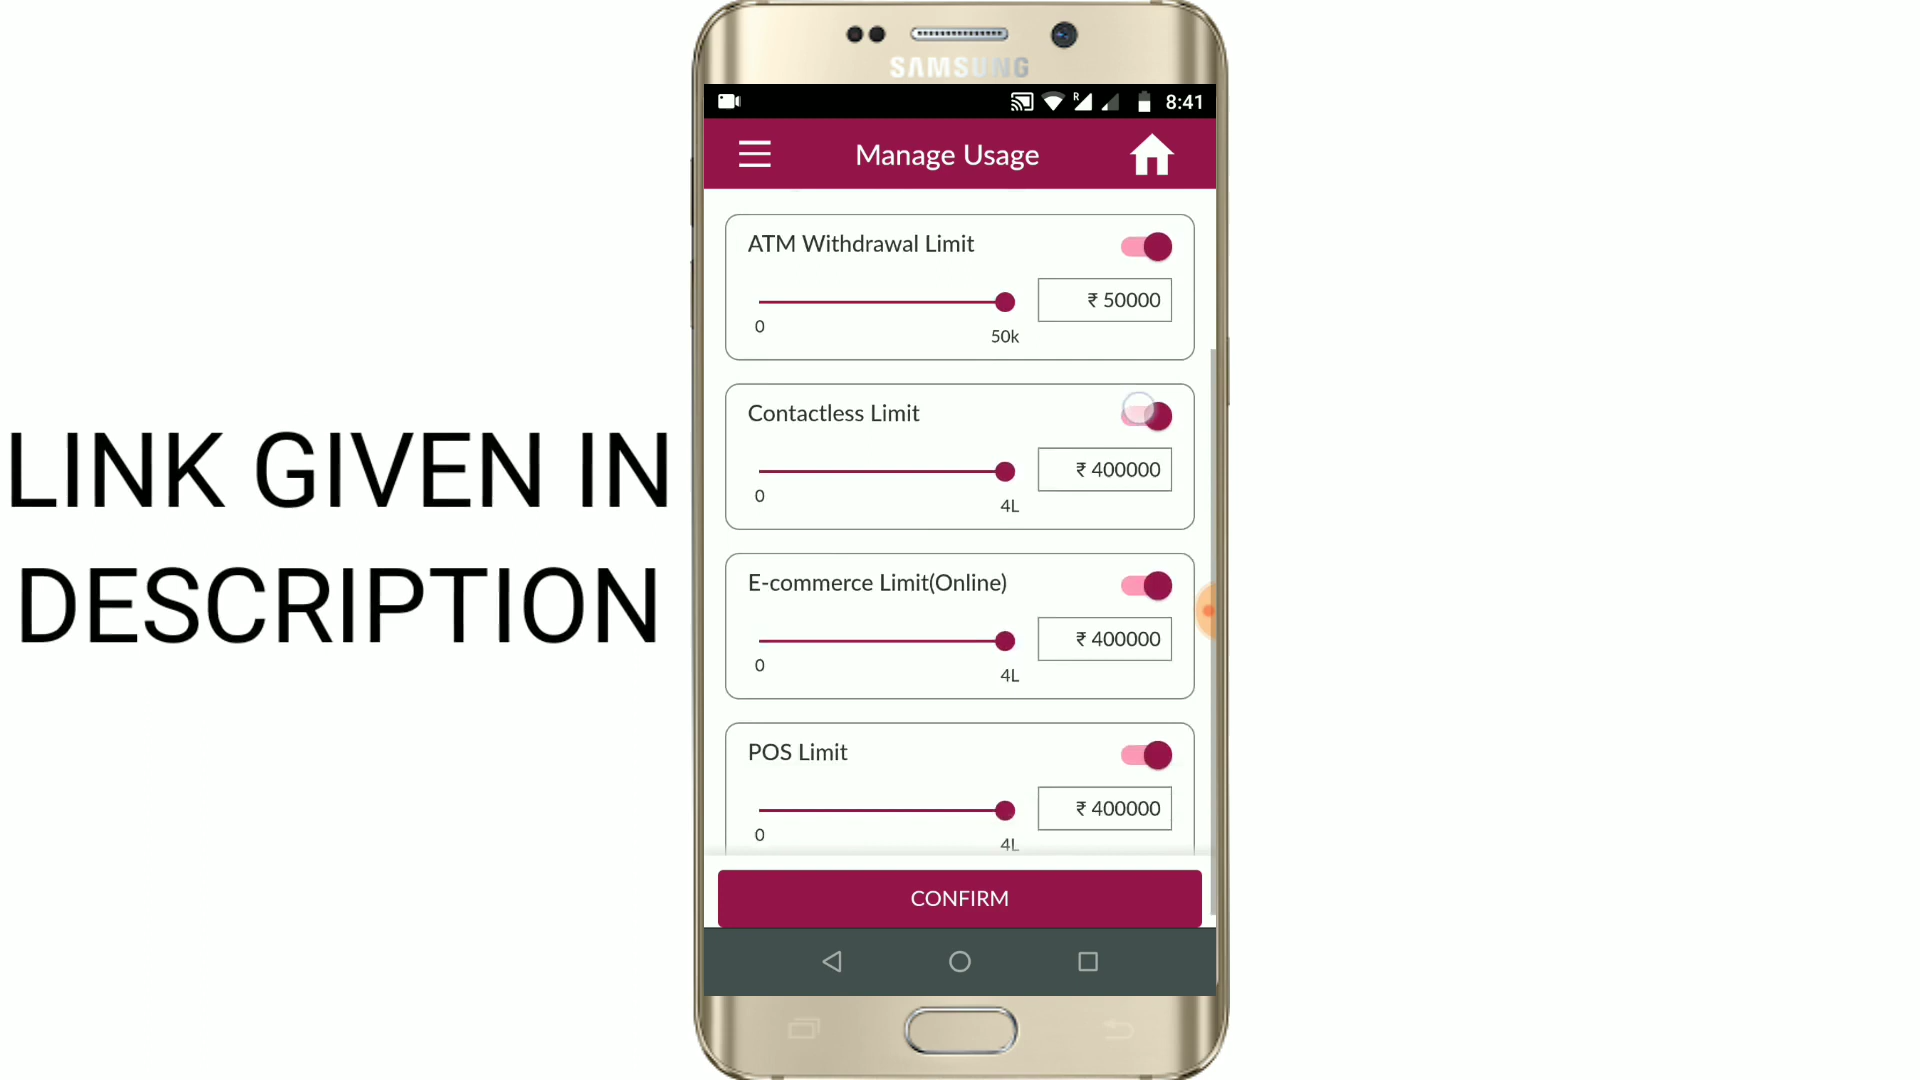 SAMSUNG
R 8:41
Manage Usage
ATM Withdrawal Limit
₹ 50000
0
50k
Contactless Limit
₹ 400000
0
4L
E-commerce Limit(Online)
₹ 400000
0
4L
POS Limit
₹ 400000
0
4L
CONFIRM
LINK GIVEN IN
DESCRIPTION